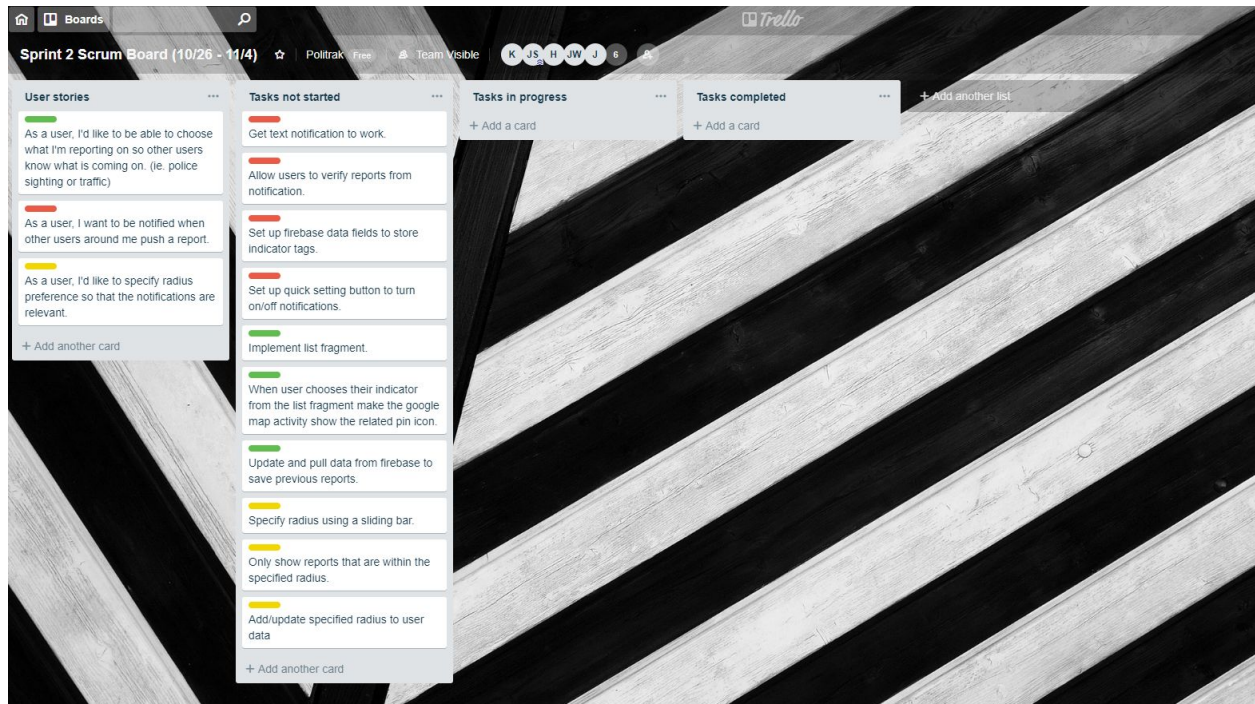 Boards
Trello
Sprint 2 Scrum Board (10/26 - 11/4)
Politrak
Free
Team Visible
K JS H JW J 6
User stories
As a user, I'd like to be able to choose
what I'm reporting on so other users
know what is coming on. (ie. police
sighting or traffic)
As a user, I want to be notified when
other users around me push a report.
As a user, I'd like to specify radius
preference so that the notifications are
relevant.
+ Add another card
Tasks not started
Get text notification to work.
Allow users to verify reports from
notification.
Set up firebase data fields to store
indicator tags.
Set up quick setting button to turn
on/off notifications.
Implement list fragment.
When user chooses their indicator
from the list fragment make the google
map activity show the related pin icon.
Update and pull data from firebase to
save previous reports.
Specify radius using a sliding bar.
Only show reports that are within the
specified radius.
Add/update specified radius to user
data
+ Add another card
Tasks in progress
+ Add a card
Tasks completed
+ Add a card
+ Add another list